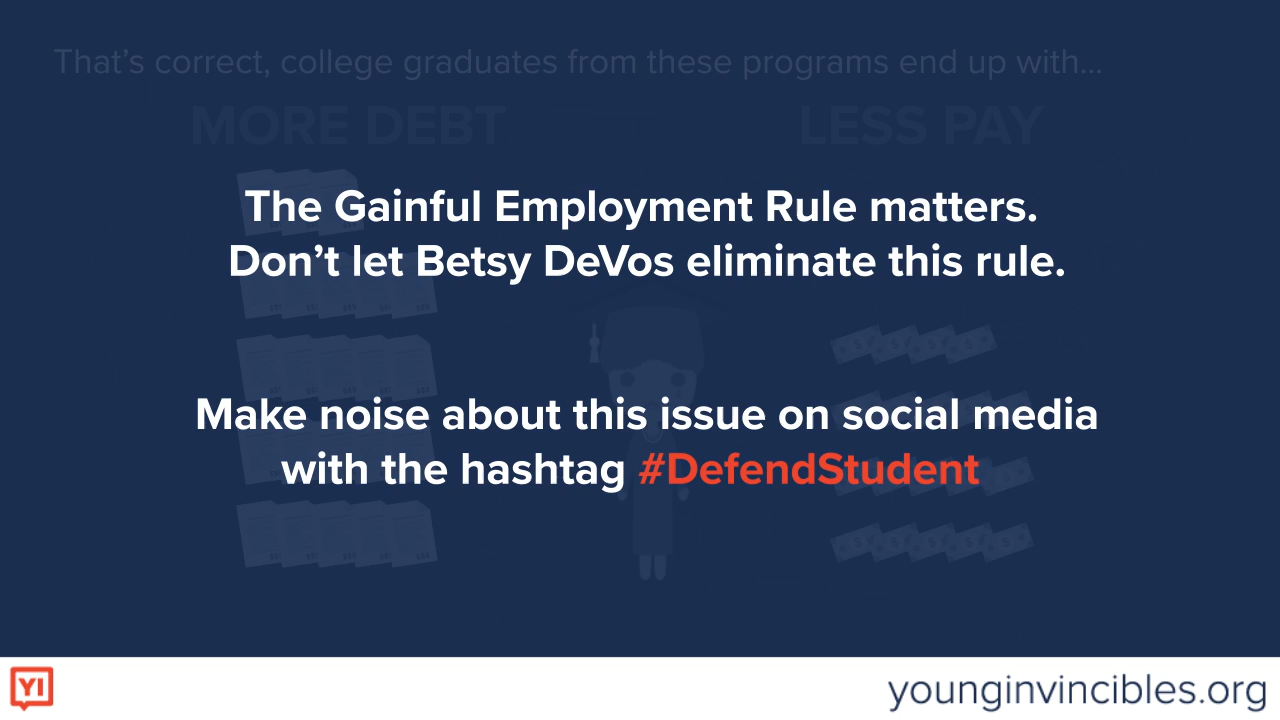 That's correct, college graduates from these programs end up with...
MORE DEBT LESS PAY
The Gainful Employment Rule matters.
Don't let Betsy DeVos eliminate this rule.
Make noise about this issue on social media
with the hashtag #DefendStudent
YI
younginvincibles.org